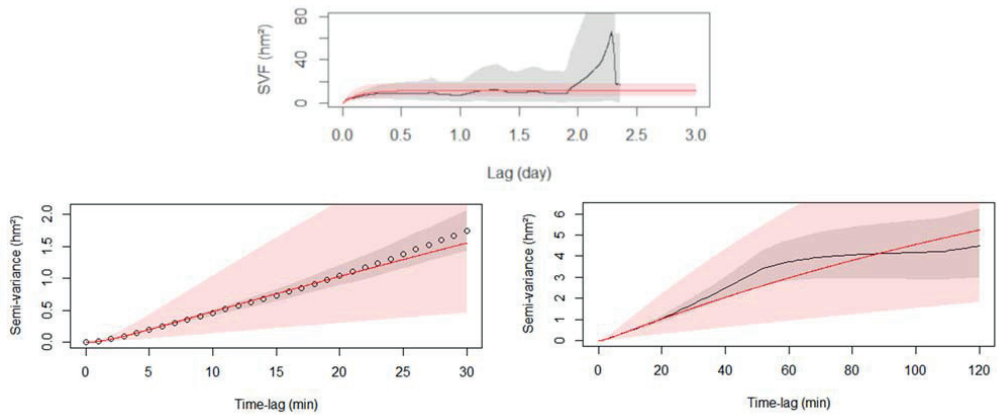 SVF (hm²)
80
40
0
0.0 0.5 1.0 1.5 2.0 2.5 3.0
Lag (day)
Semi-variance (hm²)
2.0
1.5
1.0
0.5
0.0
0 5 10 15 20 25 30
Time-lag (min)
Semi-variance (hm²)
6
5
4
3
2
1
0
0 20 40 60 80 100 120
Time-lag (min)